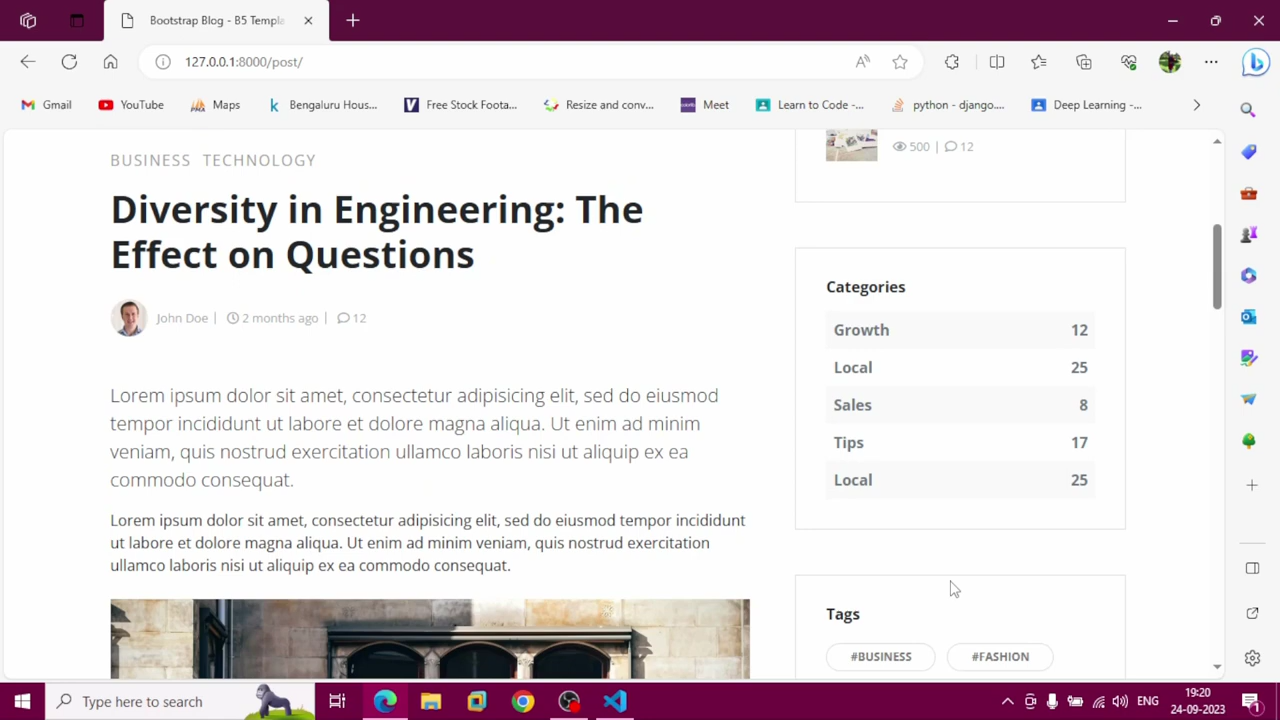 Bootstrap Blog - B5 Templa
127.0.0.1:8000/post/
Gmail
YouTube
Maps
Bengaluru Hous...
Free Stock Foota...
Resize and conv...
Meet
Learn to Code -...
python - django....
Deep Learning -...
BUSINESS TECHNOLOGY
Diversity in Engineering: The
Effect on Questions
John Doe | 2 months ago | 12
Lorem ipsum dolor sit amet, consectetur adipisicing elit, sed do eiusmod
tempor incididunt ut labore et dolore magna aliqua. Ut enim ad minim
veniam, quis nostrud exercitation ullamco laboris nisi ut aliquip ex ea
commodo consequat.
Lorem ipsum dolor sit amet, consectetur adipisicing elit, sed do eiusmod tempor incididunt
ut labore et dolore magna aliqua. Ut enim ad minim veniam, quis nostrud exercitation
ullamco laboris nisi ut aliquip ex ea commodo consequat.
500 | 12
Categories
Growth 12
Local 25
Sales 8
Tips 17
Local 25
Tags
#BUSINESS #FASHION
Type here to search
ENG
19:20
24-09-2023
1